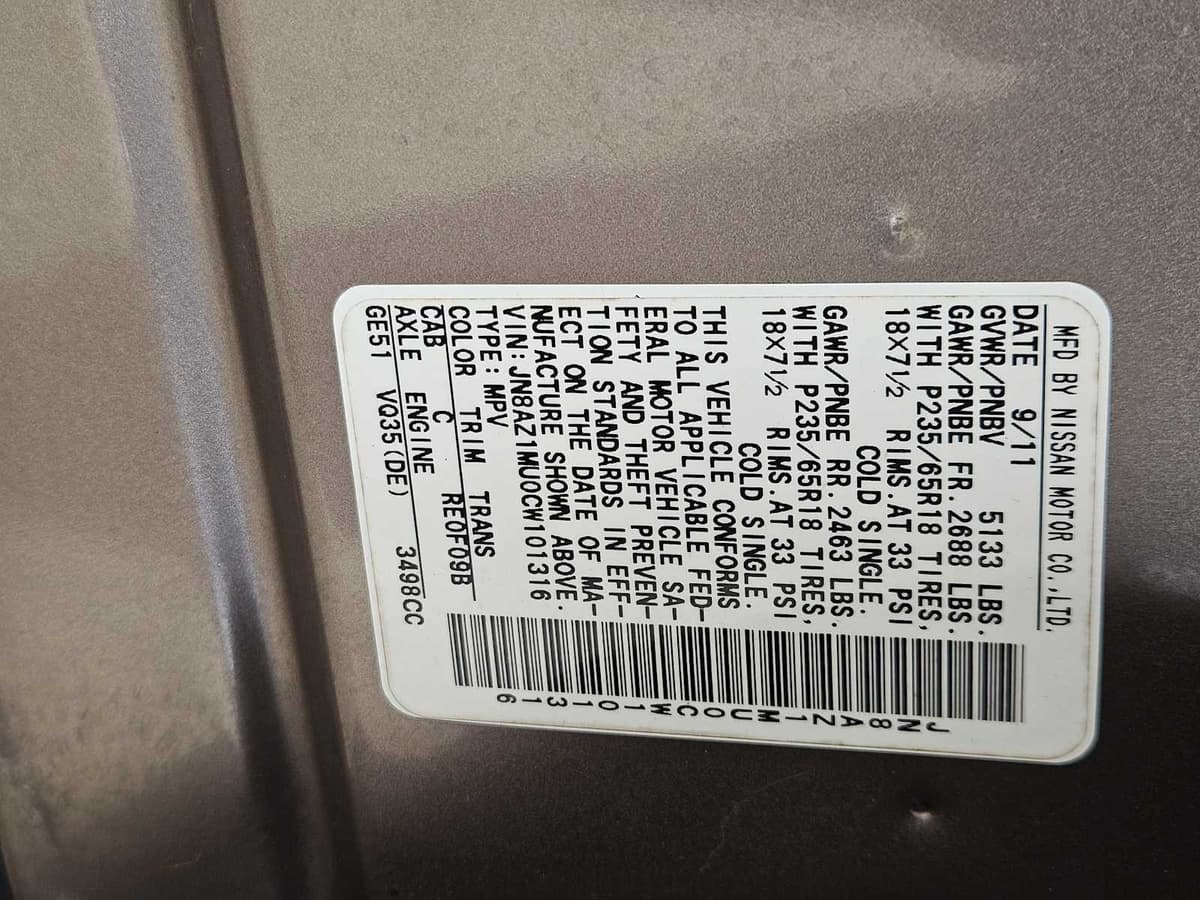 MFD BY NISSAN MOTOR CO.,LTD.
DATE 9/11
GVWR/PNBV 5133 LBS.
GAWR/PNBE FR.2688 LBS.
WITH P235/65R18 TIRES,
18X7½ RIMS.AT 33 PSI
COLD SINGLE.
GAWR/PNBE RR.2463 LBS.
WITH P235/65R18 TIRES,
18X7½ RIMS.AT 33 PSI
COLD SINGLE.
THIS VEHICLE CONFORMS
TO ALL APPLICABLE FED-
ERAL MOTOR VEHICLE SA-
FETY AND THEFT PREVEN-
TION STANDARDS IN EFF-
ECT ON THE DATE OF MA-
NUFACTURE SHOWN ABOVE.
VIN:JN8AZ1MU0CW101316
TYPE:MPV
COLOR TRIM TRANS
CAB C RE0F09B
AXLE ENGINE
GE51 VQ35(DE) 3498CC
JN8AZ1MU0CW101316